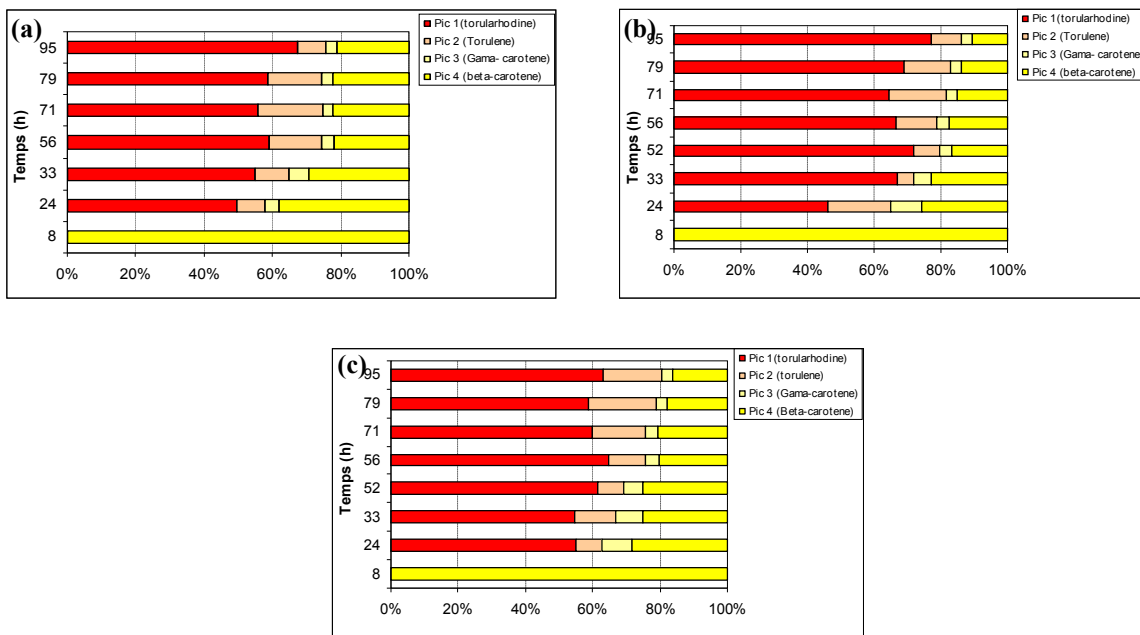 (a)
Pic 1 (torularhodine)
Pic 2 (Torulene)
Pic 3 (Gama- carotene)
Pic 4 (beta-carotene)
Temps (h)
95
79
71
56
33
24
8
0% 20% 40% 60% 80% 100%
(b)
Pic 1 (torularhodine)
Pic 2 (Torulene)
Pic 3 (Gama- carotene)
Pic 4 (beta-carotene)
Temps (h)
95
79
71
56
52
33
24
8
0% 20% 40% 60% 80% 100%
(c)
Pic 1 (torularhodine)
Pic 2 (torulene)
Pic 3 (Gama-carotene)
Pic 4 (Beta-carotene)
Temps (h)
95
79
71
56
52
33
24
8
0% 20% 40% 60% 80% 100%